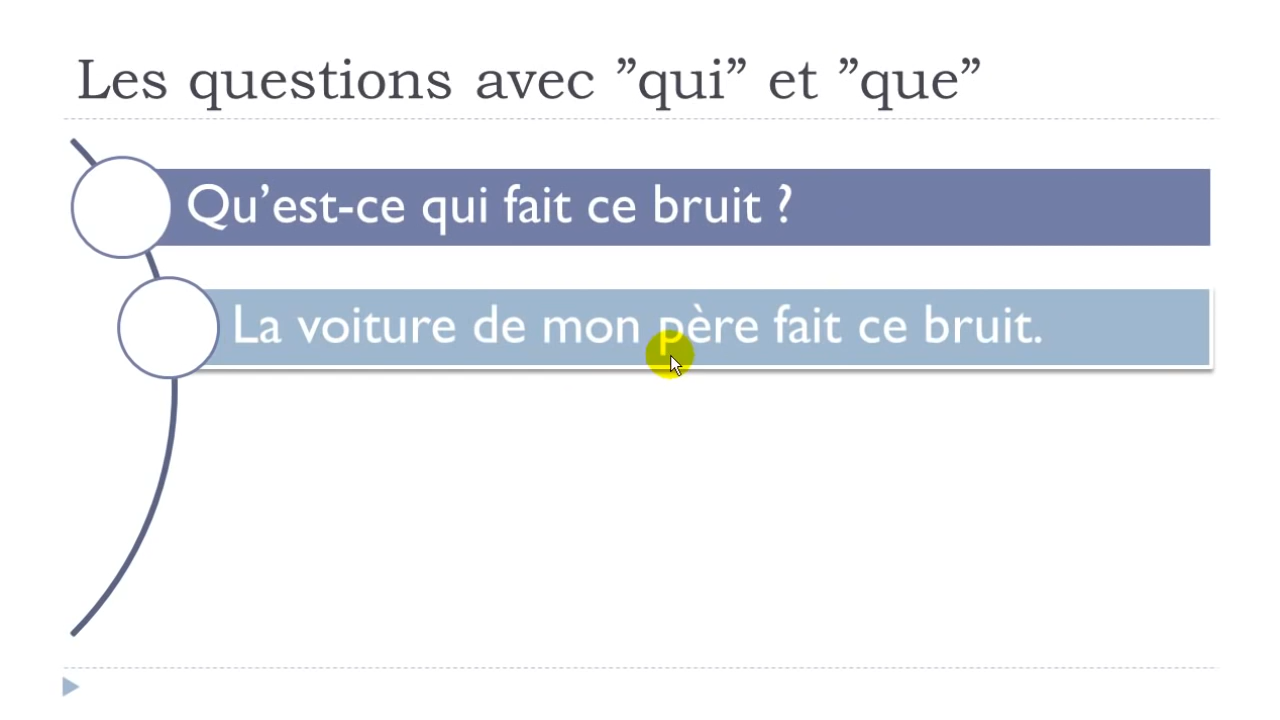 Les questions avec ”qui” et ”que”
Qu’est-ce qui fait ce bruit ?
La voiture de mon père fait ce bruit.